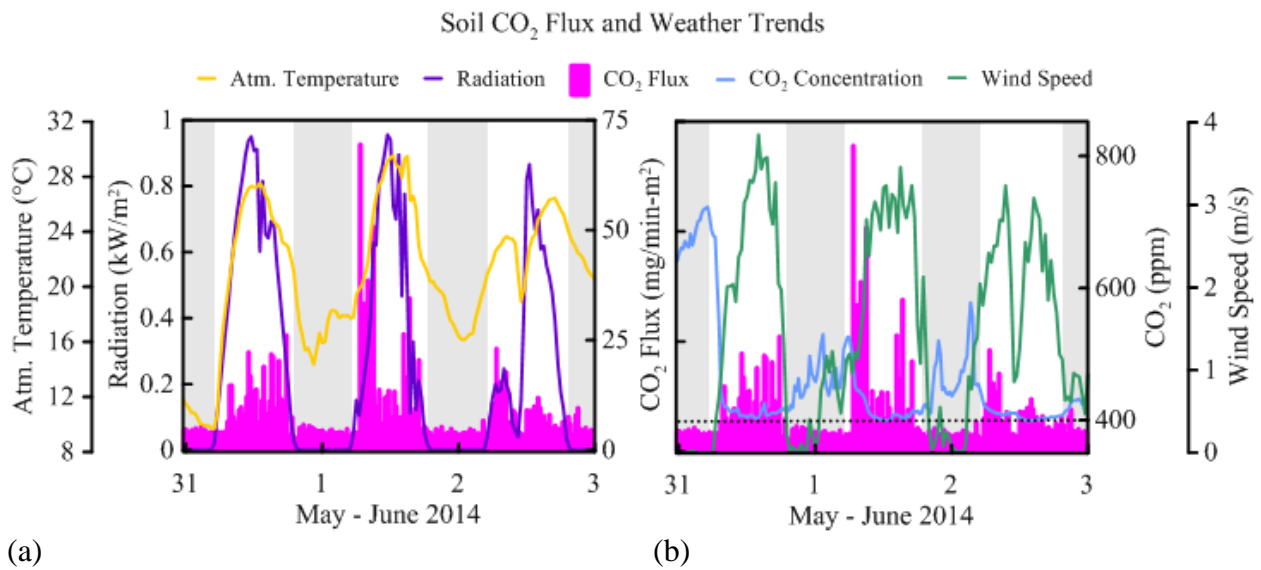 Soil CO₂ Flux and Weather Trends
Atm. Temperature Radiation CO₂ Flux CO₂ Concentration Wind Speed
Atm. Temperature (°C)
32
28
24
20
16
12
8
Radiation (kW/m²)
1
0.8
0.6
0.4
0.2
0
75
50
25
0
31 1 2 3
May - June 2014
(a)
CO₂ Flux (mg/min-m²)
800
600
400
CO₂ (ppm)
4
3
2
1
0
Wind Speed (m/s)
31 1 2 3
May - June 2014
(b)